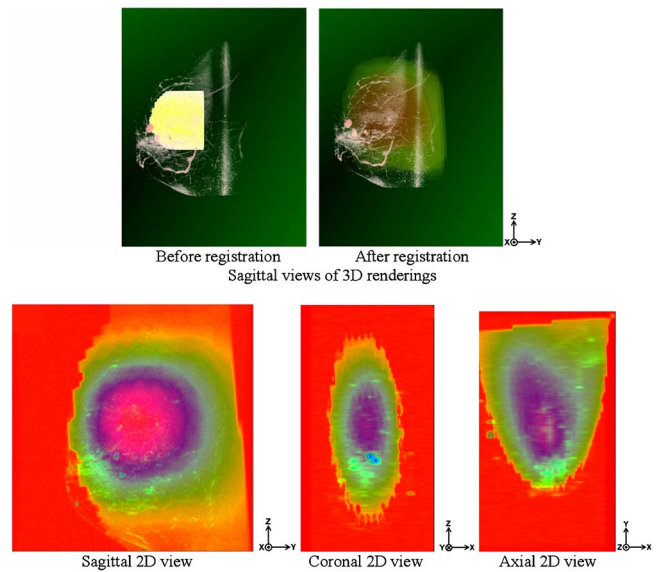 Z
X Y
Before registration After registration
Sagittal views of 3D renderings
Z
X Y
Z
Y X
Y
Z X
Sagittal 2D view Coronal 2D view Axial 2D view